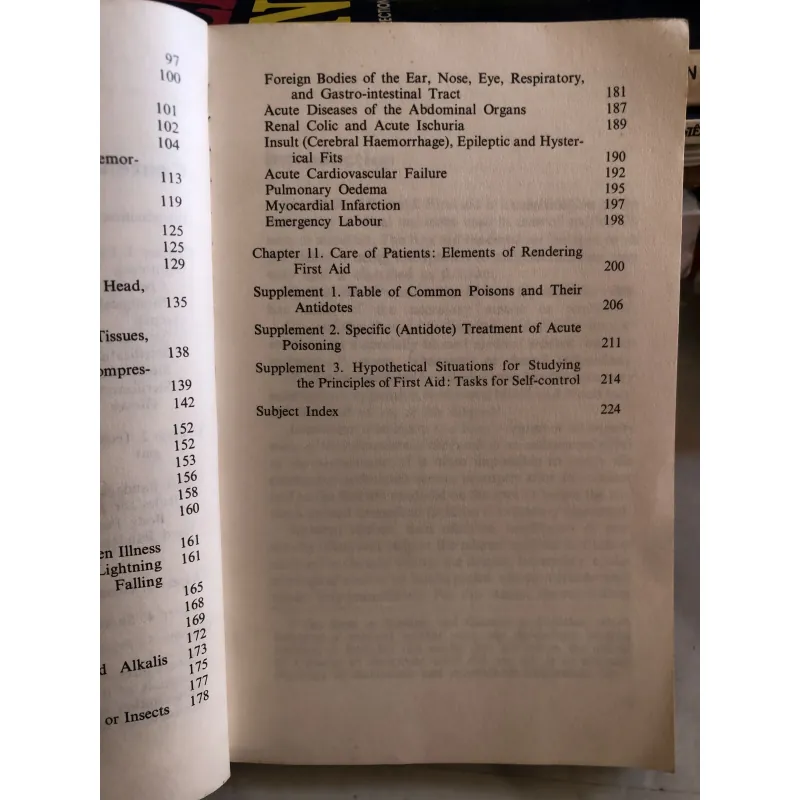 97
100
101
102
104
emor-
113
119
125
125
129
Head,
135
Tissues,
138
ompres-
139
142
152
152
153
156
158
160
en Illness 161
Lightning 161
Falling
165
168
169
172
173
d Alkalis 175
177
178
or Insects
Foreign Bodies of the Ear, Nose, Eye, Respiratory,
and Gastro-intestinal Tract 181
Acute Diseases of the Abdominal Organs 187
Renal Colic and Acute Ischuria 189
Insult (Cerebral Haemorrhage), Epileptic and Hyster-
ical Fits 190
Acute Cardiovascular Failure 192
Pulmonary Oedema 195
Myocardial Infarction 197
Emergency Labour 198
Chapter 11. Care of Patients: Elements of Rendering
First Aid 200
Supplement 1. Table of Common Poisons and Their
Antidotes 206
Supplement 2. Specific (Antidote) Treatment of Acute
Poisoning 211
Supplement 3. Hypothetical Situations for Studying
the Principles of First Aid: Tasks for Self-control 214
Subject Index 224